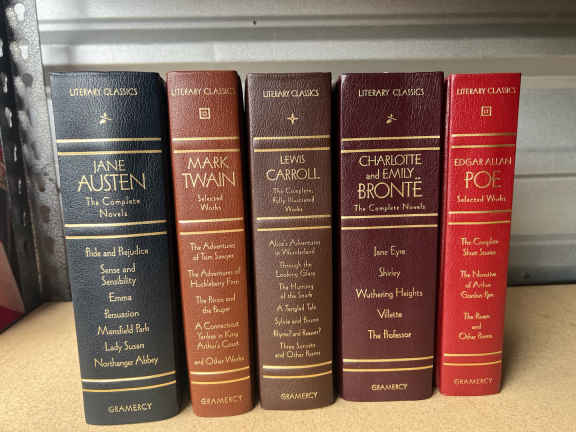 LITERARY CLASSICS
JANE
AUSTEN
The Complete
Novels
Pride and Prejudice
Sense and
Sensibility
Emma
Persuasion
Mansfield Park
Lady Susan
Northanger Abbey
GRAMERCY
LITERARY CLASSICS
MARK
TWAIN
Selected
Works
The Adventures
of Tom Sawyer
The Adventures of
Huckleberry Finn
The Prince and
the Pauper
A Connecticut
Yankee in King
Arthur's Court
and Other Works
GRAMERCY
LITERARY CLASSICS
LEWIS
CARROLL
The Complete,
Fully Illustrated
Works
Alice's Adventures
in Wonderland
Through the
Looking Glass
The Hunting
of the Snark
A Tangled Tale
Sylvie and Bruno
Rhyme? and Reason?
Three Sunsets
and Other Poems
GRAMERCY
LITERARY CLASSICS
CHARLOTTE
and EMILY
BRONTË
The Complete Novels
Jane Eyre
Shirley
Wuthering Heights
Villette
The Professor
GRAMERCY
LITERARY CLASSICS
EDGAR ALLAN
POE
Selected Works
The Complete
Short Stories
The Narrative
of Arthur
Gordon Pym
The Raven
and
Other Poems
GRAMERCY